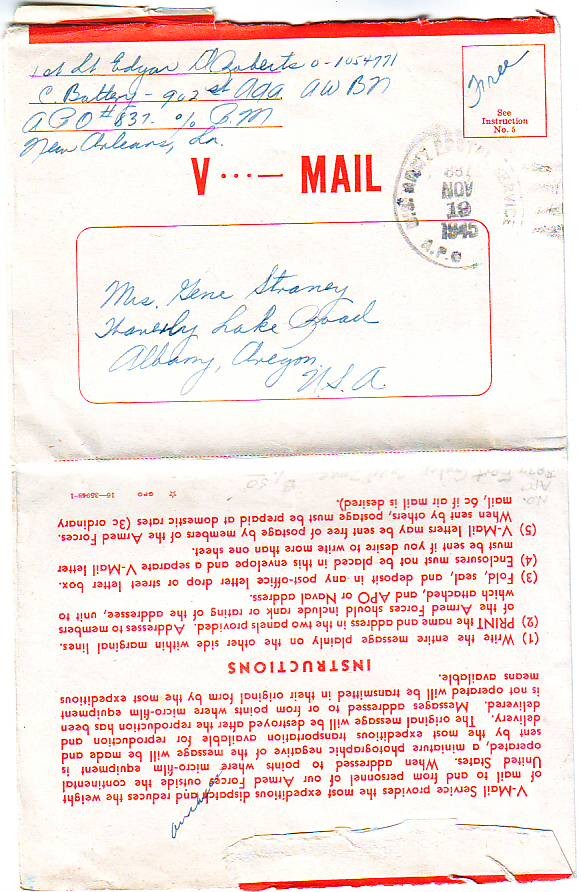 1st Lt Edgar D Roberts O-1054771
C. Battery - 902st AAA AW BN
APO #837. c/o P.M
New Orleans, La.
Free
See
Instruction
No. 5
V···— MAIL
U.S. ARMY POSTAL SERVICE
NOV
19
1943
A.P.O.
Mrs. Gene Straney
Waverly Lake Road
Albany, Oregon
U.S.A.
V-Mail Service provides the most expeditious dispatch and reduces the weight
of mail to and from personnel of our Armed Forces outside the continental
United States. When addressed to points where micro-film equipment is
operated, a miniature photographic negative of the message will be made and
sent by the most expeditious transportation available for reproduction and
delivery. The original message will be destroyed after the reproduction has been
delivered. Messages addressed to or from points where micro-film equipment
is not operated will be transmitted in their original form by the most expeditious
means available.
INSTRUCTIONS
(1) Write the entire message plainly on the other side within marginal lines.
(2) PRINT the name and address in the two panels provided. Addresses to members
of the Armed Forces should include rank or rating of the addressee, unit to
which attached, and APO or Naval address.
(3) Fold, seal, and deposit in any post-office letter drop or street letter box.
(4) Enclosures must not be placed in this envelope and a separate V-Mail letter
must be sent if you desire to write more than one sheet.
(5) V-Mail letters may be sent free of postage by members of the Armed Forces.
When sent by others, postage must be prepaid at domestic rates (3c ordinary
mail, 6c if air mail is desired).
☆ GPO 16—35948-1